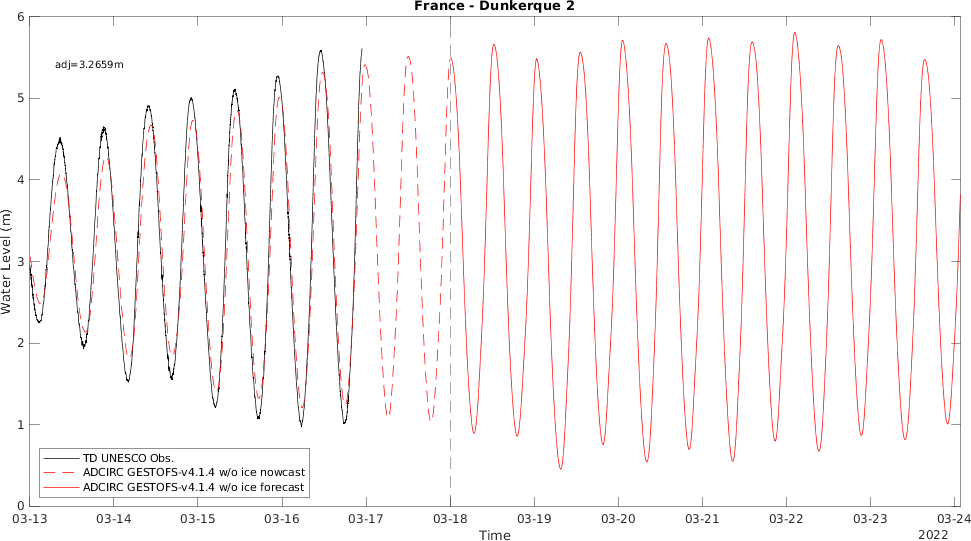 France - Dunkerque 2
adj=3.2659m
Water Level (m)
6
5
4
3
2
1
0
TD UNESCO Obs.
ADCIRC GESTOFS-v4.1.4 w/o ice nowcast
ADCIRC GESTOFS-v4.1.4 w/o ice forecast
03-13 03-14 03-15 03-16 03-17 03-18 03-19 03-20 03-21 03-22 03-23 03-24
Time
2022